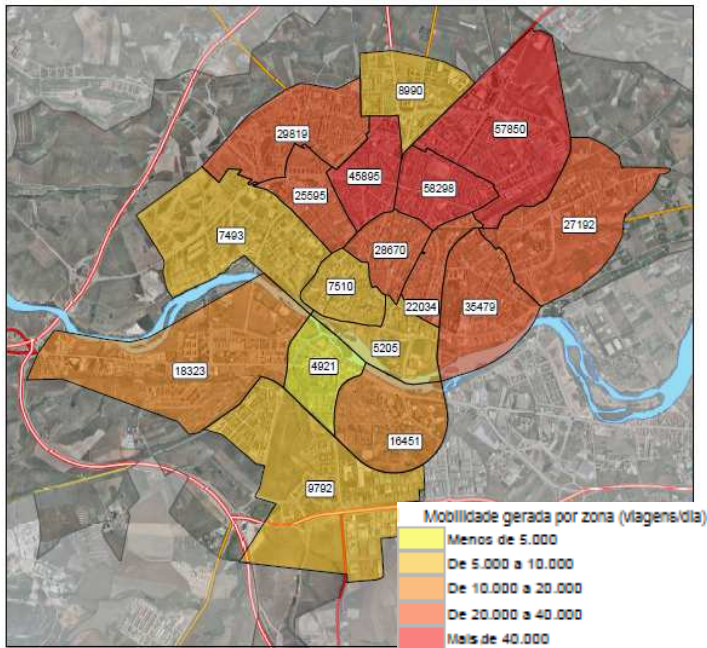 8990
57850
29819
45895
58298
25595
27192
7493
28670
7510
22034
35479
5205
18323
4921
16451
9792
Mobilidade gerada por zona (viagens/dia)
Menos de 5.000
De 5.000 a 10.000
De 10.000 a 20.000
De 20.000 a 40.000
Mais de 40.000